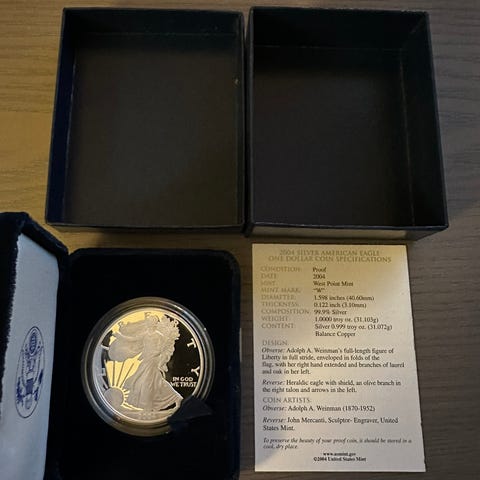 2004 SILVER AMERICAN EAGLE
ONE DOLLAR COIN SPECIFICATIONS
CONDITION: Proof
DATE: 2004
MINT: West Point Mint
MINT MARK: "W"
DIAMETER: 1.598 inches (40.60mm)
THICKNESS: 0.122 inch (3.10mm)
COMPOSITION: 99.9% Silver
WEIGHT: 1.0000 troy oz. (31.103g)
CONTENT: Silver 0.999 troy oz. (31.072g)
Balance Copper
DESIGN:
Obverse: Adolph A. Weinman's full-length figure of
Liberty in full stride, enveloped in folds of the
flag, with her right hand extended and branches of laurel
and oak in her left.
Reverse: Heraldic eagle with shield, an olive branch in
the right talon and arrows in the left.
COIN ARTISTS:
Obverse: Adolph A. Weinman (1870-1952)
Reverse: John Mercanti, Sculptor- Engraver, United
States Mint.
To preserve the beauty of your proof coin, it should be stored in a
cool, dry place.
www.usmint.gov
©2004 United States Mint
IN GOD
WE TRUST